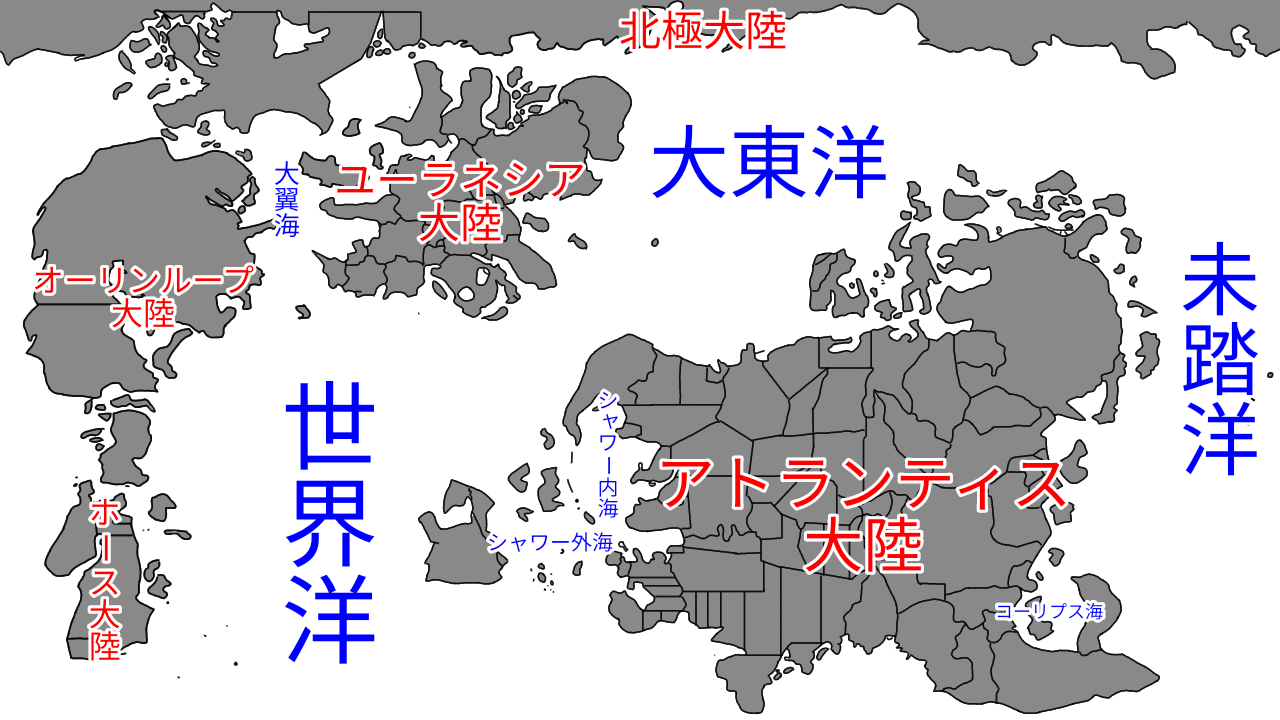 北極大陸
大東洋
大翼海
ユーラネシア
大陸
オーリンループ
大陸
未踏洋
世界洋
シャワー内海
アトランティス
大陸
ホース大陸
シャワー外海
コーリプス海